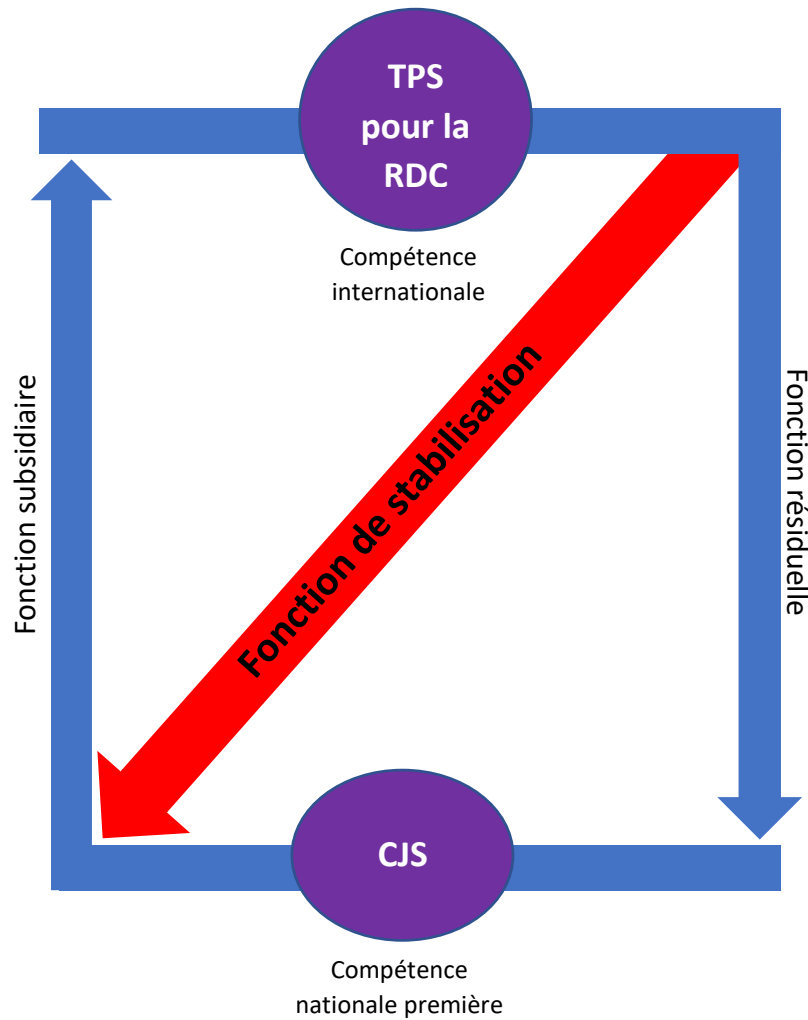 TPS
pour la
RDC
Compétence
internationale
Fonction subsidiaire
Fonction de stabilisation
Fonction résiduelle
CJS
Compétence
nationale première